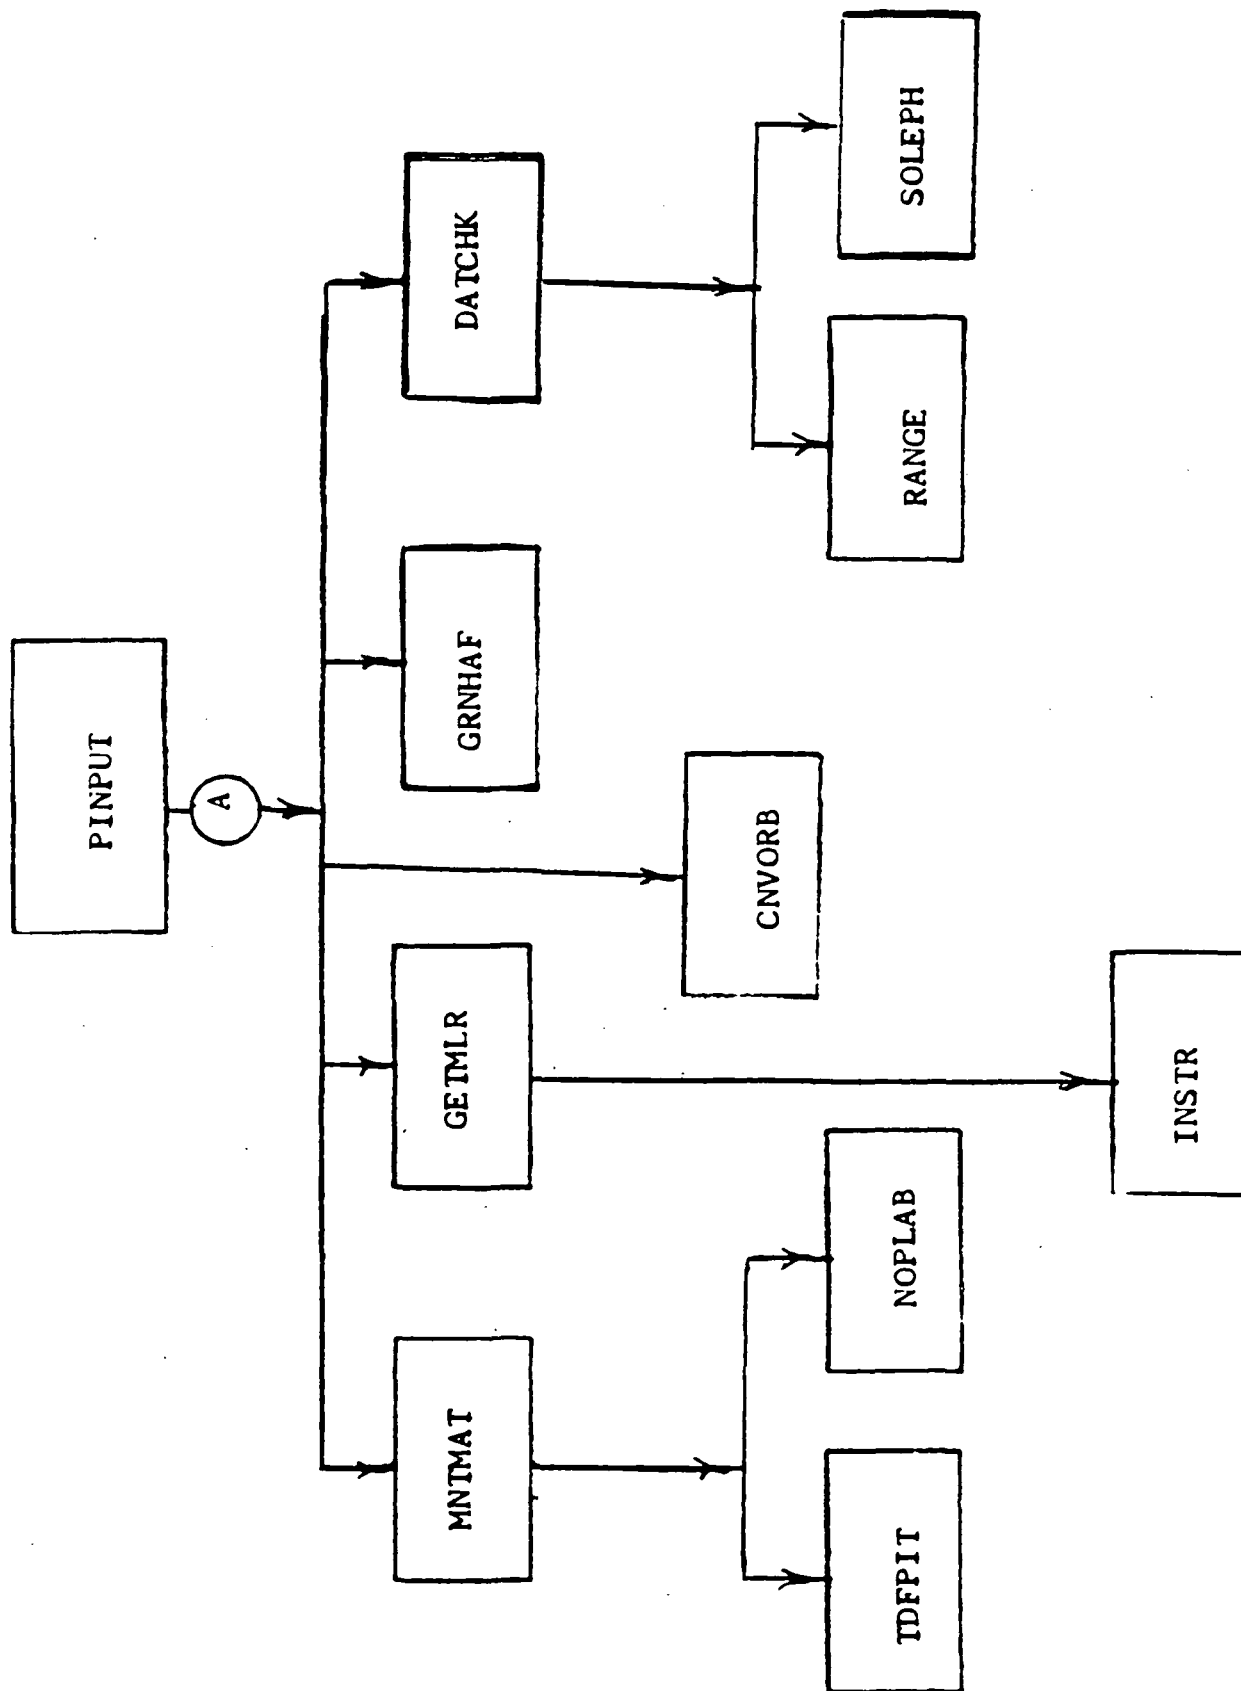 PINPUT
A
MNTMAT
GETMLR
CNVORB
GRNHAF
DATCHK
TDFPIT
NOPLAB
INSTR
RANGE
SOLEPH